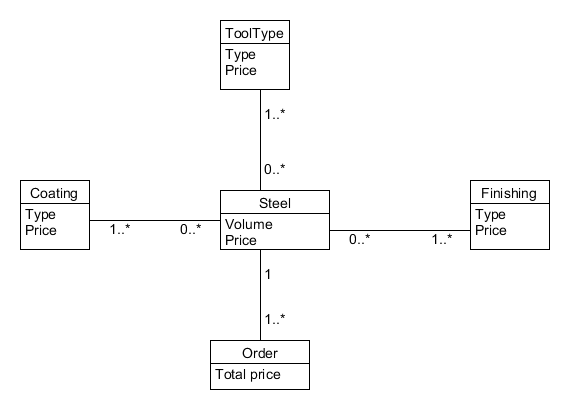 ToolType
Type
Price
1..*
0..*
Coating
Type
Price
1..*
0..*
Steel
Volume
Price
0..*
1..*
Finishing
Type
Price
1
1..*
Order
Total price